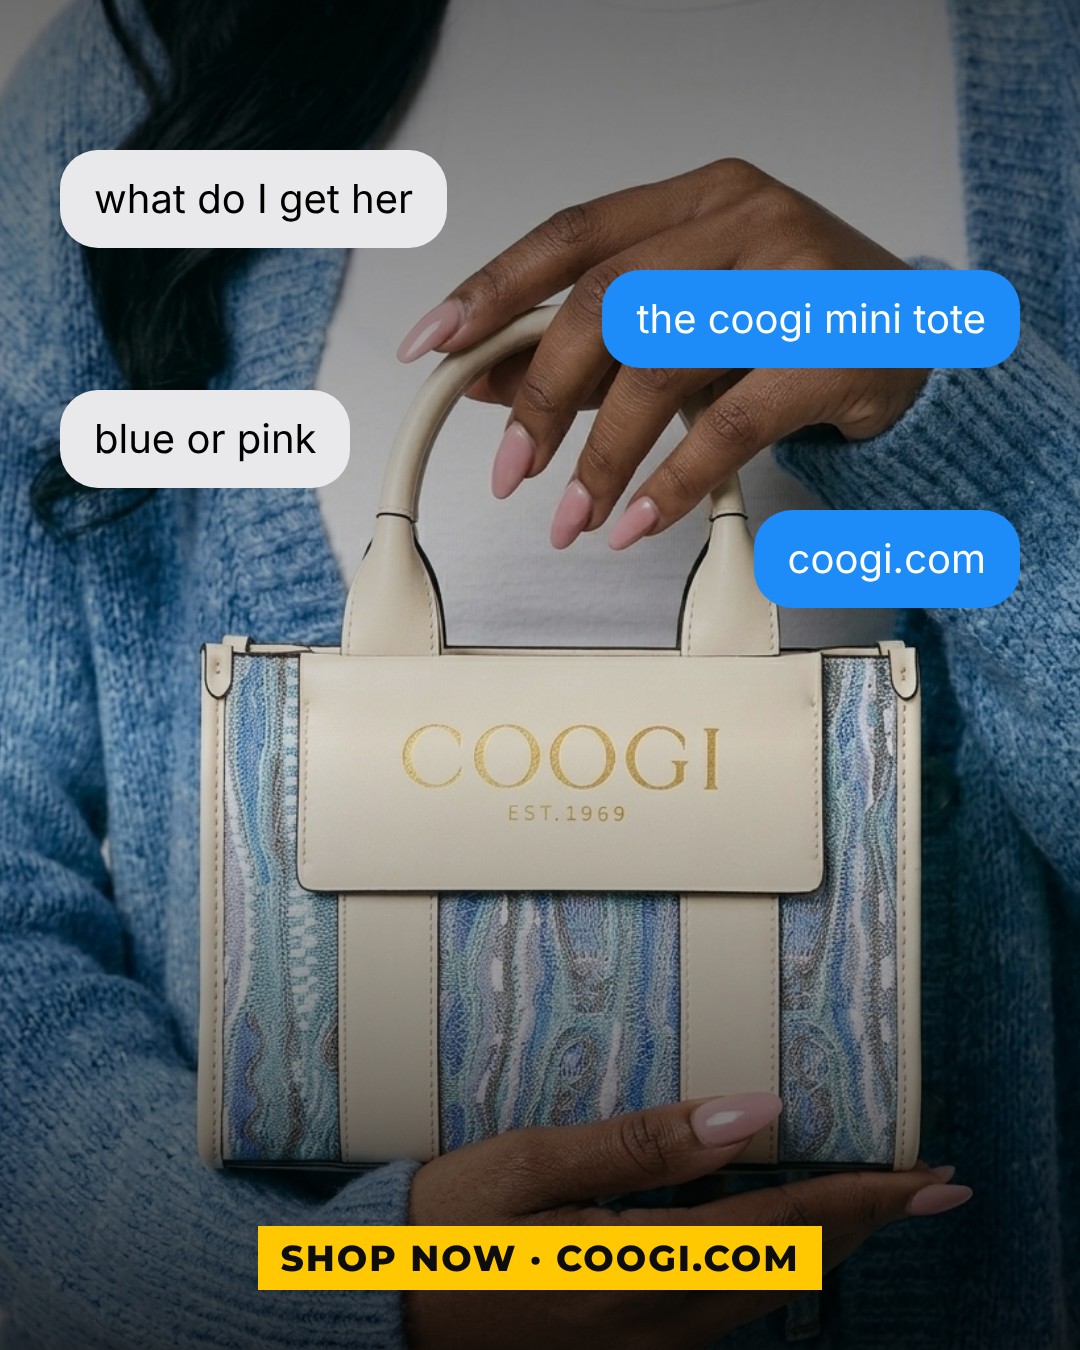 what do I get her
the coogi mini tote
blue or pink
coogi.com
COOGI
EST.1969
SHOP NOW · COOGI.COM